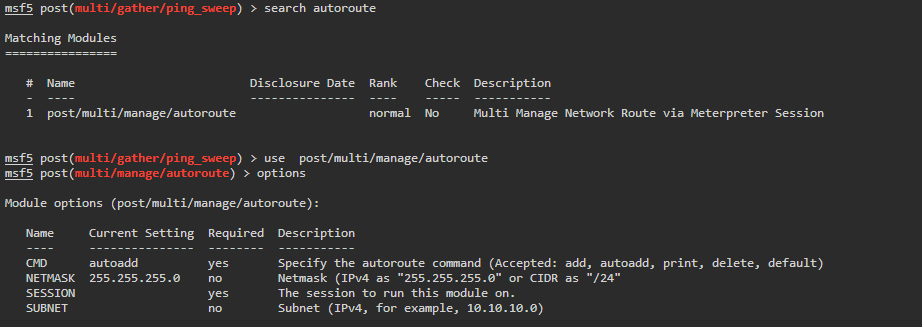 msf5 post(multi/gather/ping_sweep) > search autoroute
Matching Modules
================
#  Name                            Disclosure Date  Rank    Check  Description
-  ----                            ---------------  ----    -----  -----------
1  post/multi/manage/autoroute                      normal  No     Multi Manage Network Route via Meterpreter Session
msf5 post(multi/gather/ping_sweep) > use  post/multi/manage/autoroute
msf5 post(multi/manage/autoroute) > options
Module options (post/multi/manage/autoroute):
Name     Current Setting  Required  Description
----     ---------------  --------  -----------
CMD      autoadd          yes       Specify the autoroute command (Accepted: add, autoadd, print, delete, default)
NETMASK  255.255.255.0    no        Netmask (IPv4 as "255.255.255.0" or CIDR as "/24"
SESSION                   yes       The session to run this module on.
SUBNET                    no        Subnet (IPv4, for example, 10.10.10.0)